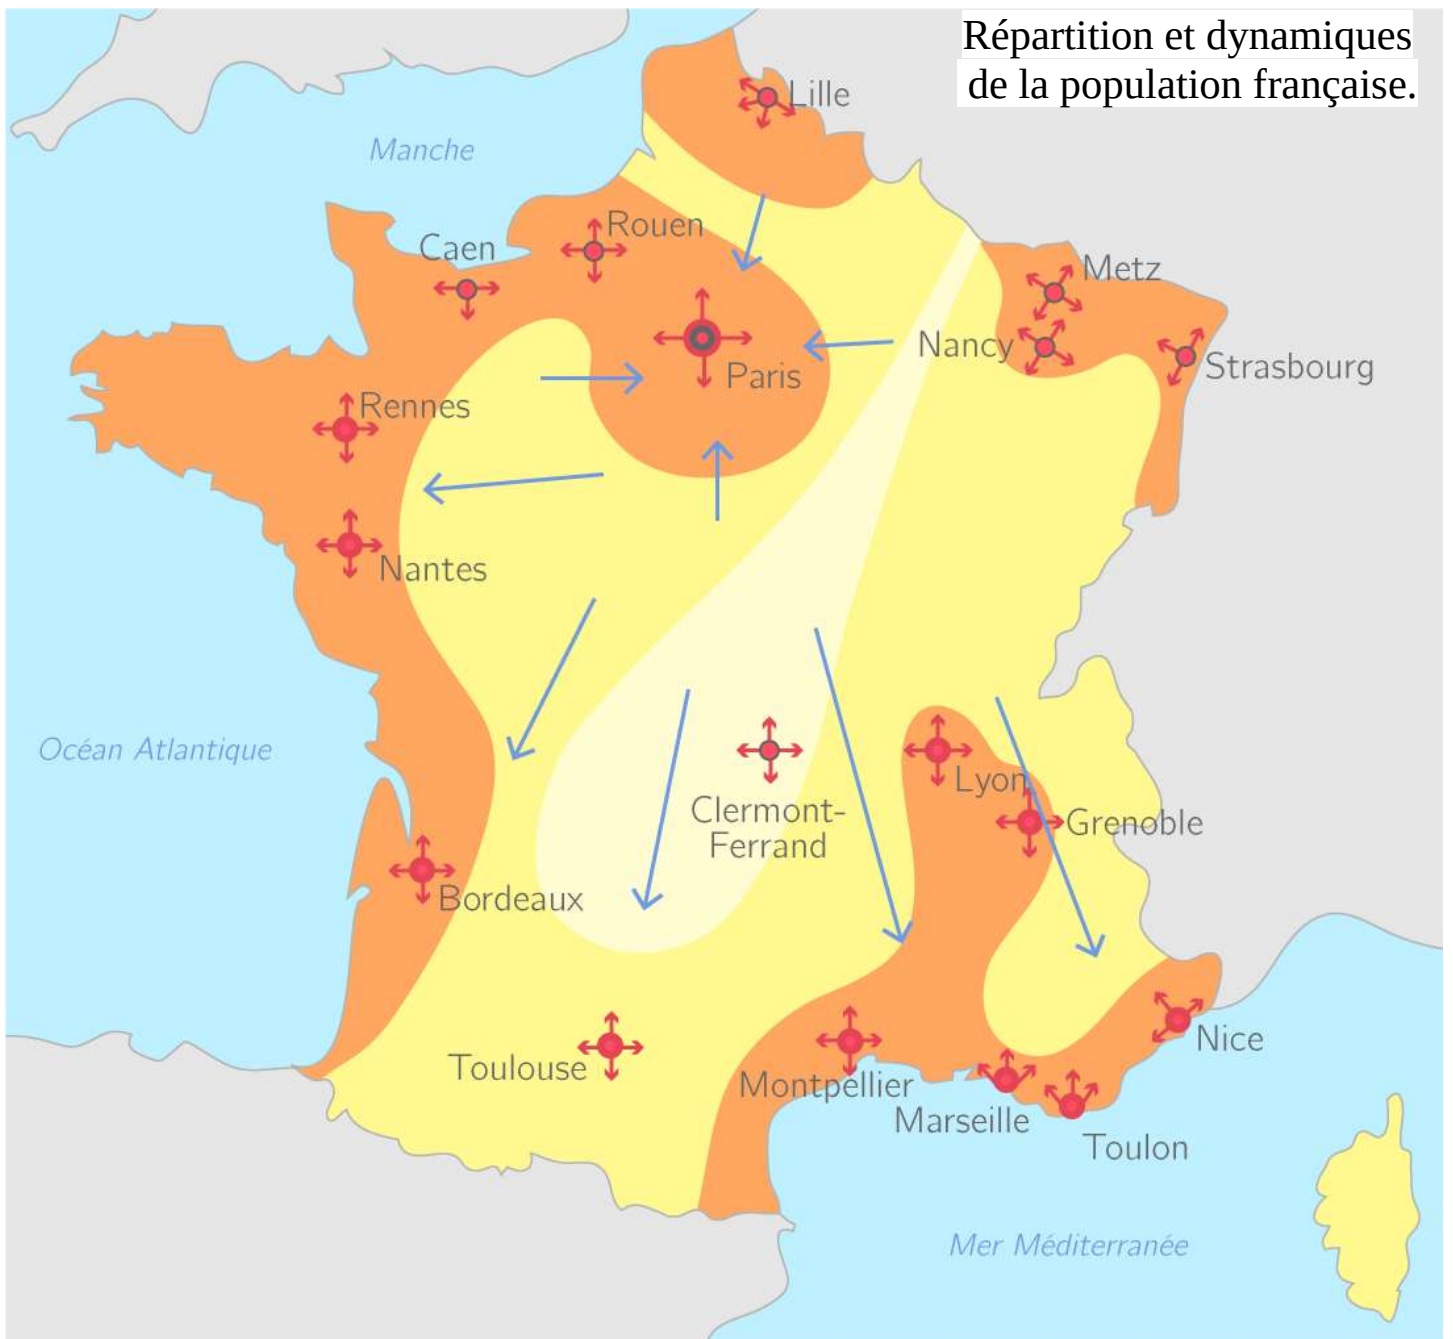 Répartition et dynamiques
de la population française.
Lille
Manche
Rouen
Caen
Metz
Nancy
Strasbourg
Paris
Rennes
Nantes
Océan Atlantique
Lyon
Clermont-
Ferrand
Grenoble
Bordeaux
Nice
Toulouse
Montpellier
Marseille
Toulon
Mer Méditerranée